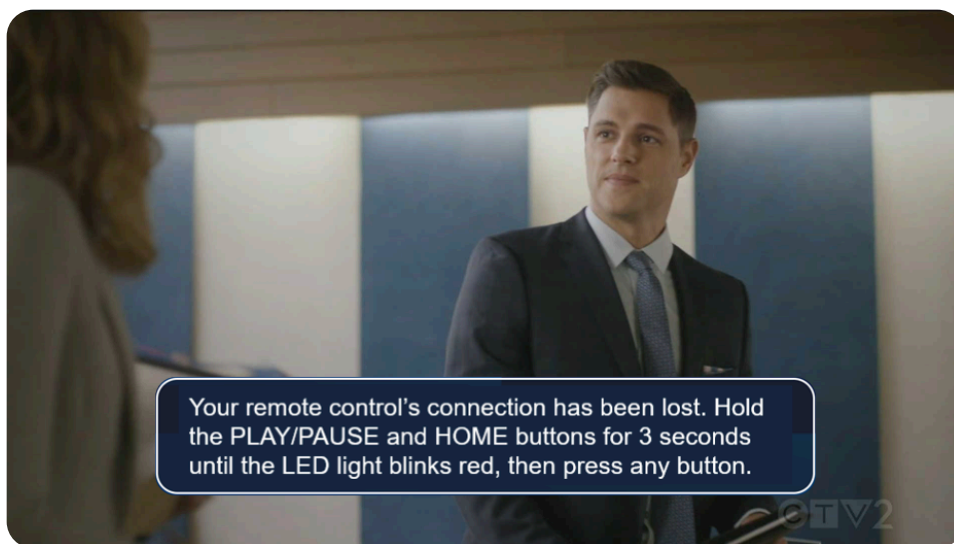 Your remote control’s connection has been lost. Hold
the PLAY/PAUSE and HOME buttons for 3 seconds
until the LED light blinks red, then press any button.
CTV2